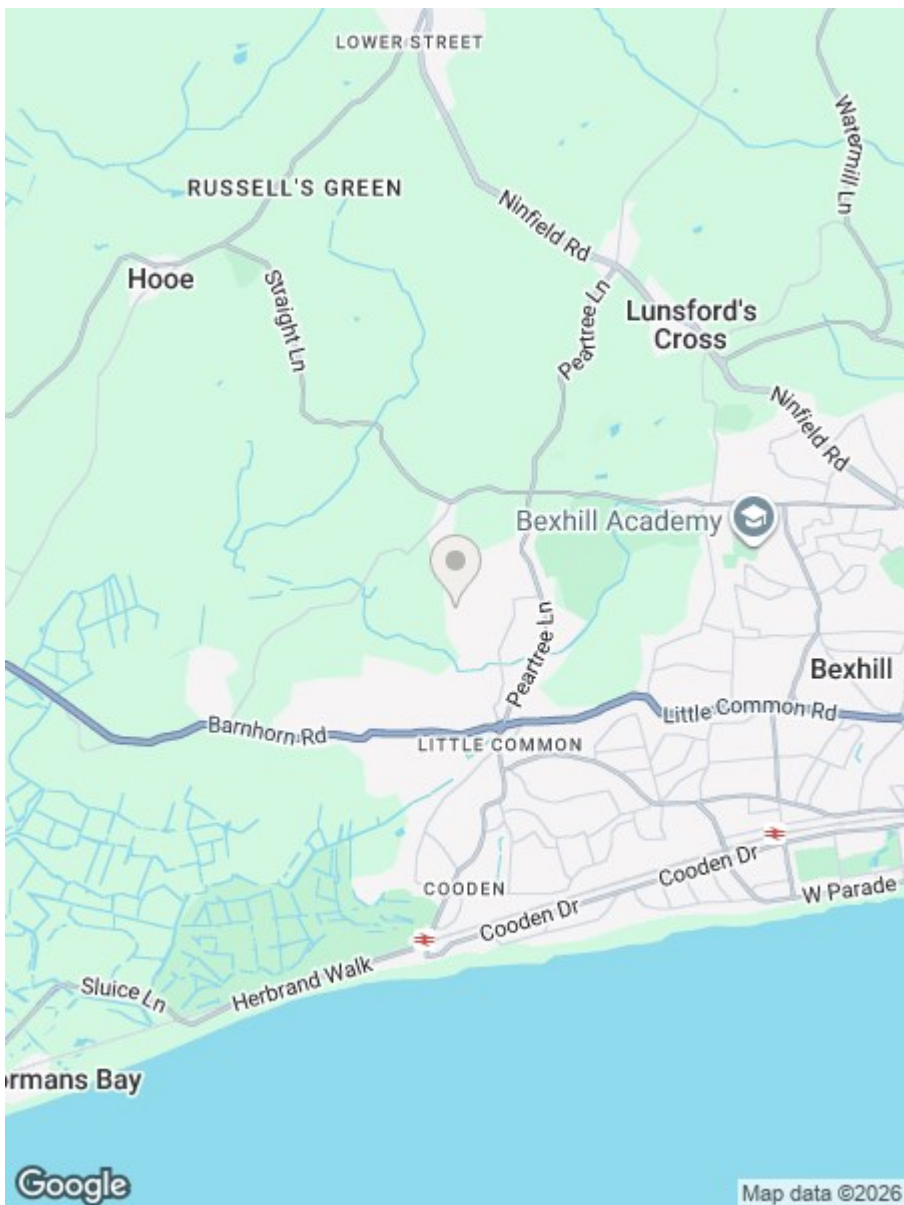 LOWER STREET
Watermill Ln
RUSSELL'S GREEN
Ninfield Rd
Hooe
Straight Ln
Peartree Ln
Lunsford's
Cross
Ninfield Rd
Bexhill Academy
Peartree Ln
Bexhill
Barnhorn Rd
Little Common Rd
LITTLE COMMON
COODEN
Cooden Dr
W Parade
Cooden Dr
Herbrand Walk
Sluice Ln
ormans Bay
Google
Map data ©2026